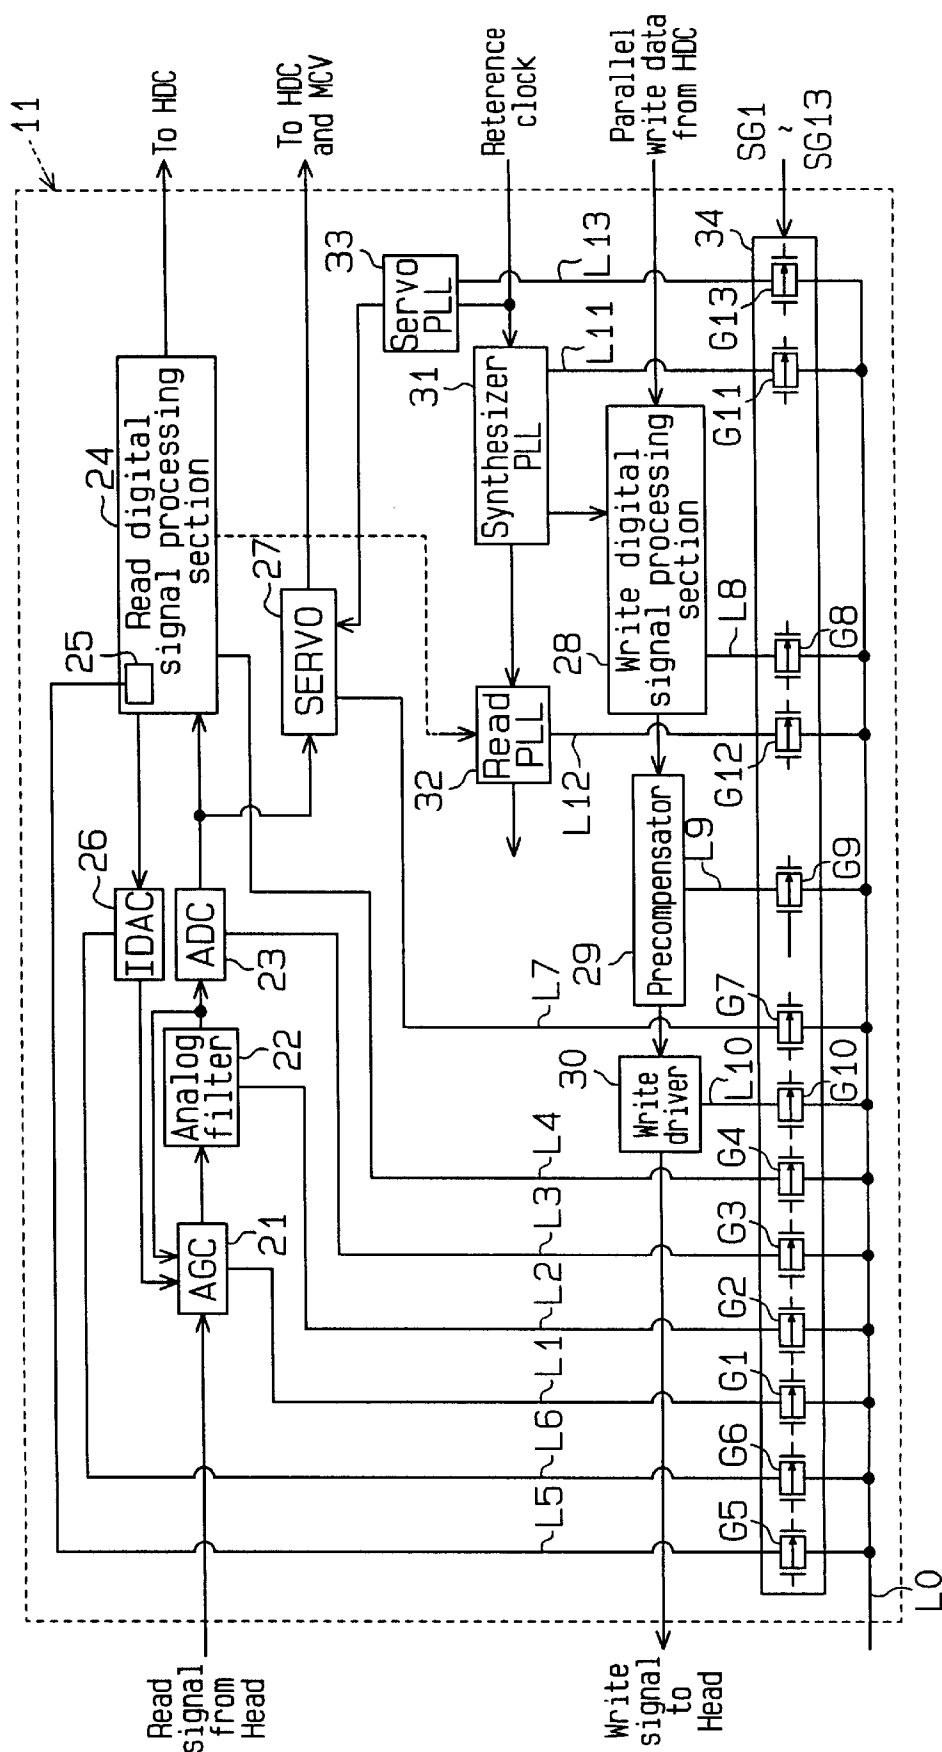 11
To HDC
To HDC
and MCV
Reterence
clock
Parallel
write data
from HDC
SG1
~
SG13
24
Read digital
signal processing
section
25
IDAC
26
ADC
23
Analog
filter
22
AGC
21
SERVO
27
Servo
PLL
33
Synthesizer
PLL
31
Read
PLL
32
Write digital
signal processing
section
28
Precompensator
29
Write
driver
30
34
L5
L6
L1
L2
L3
L4
L10
L7
L9
L12
L8
L11
L13
G5
G6
G1
G2
G3
G4
G10
G7
G9
G12
G8
G11
G13
L0
Read
signal
from
Head
Write
signal
to
Head